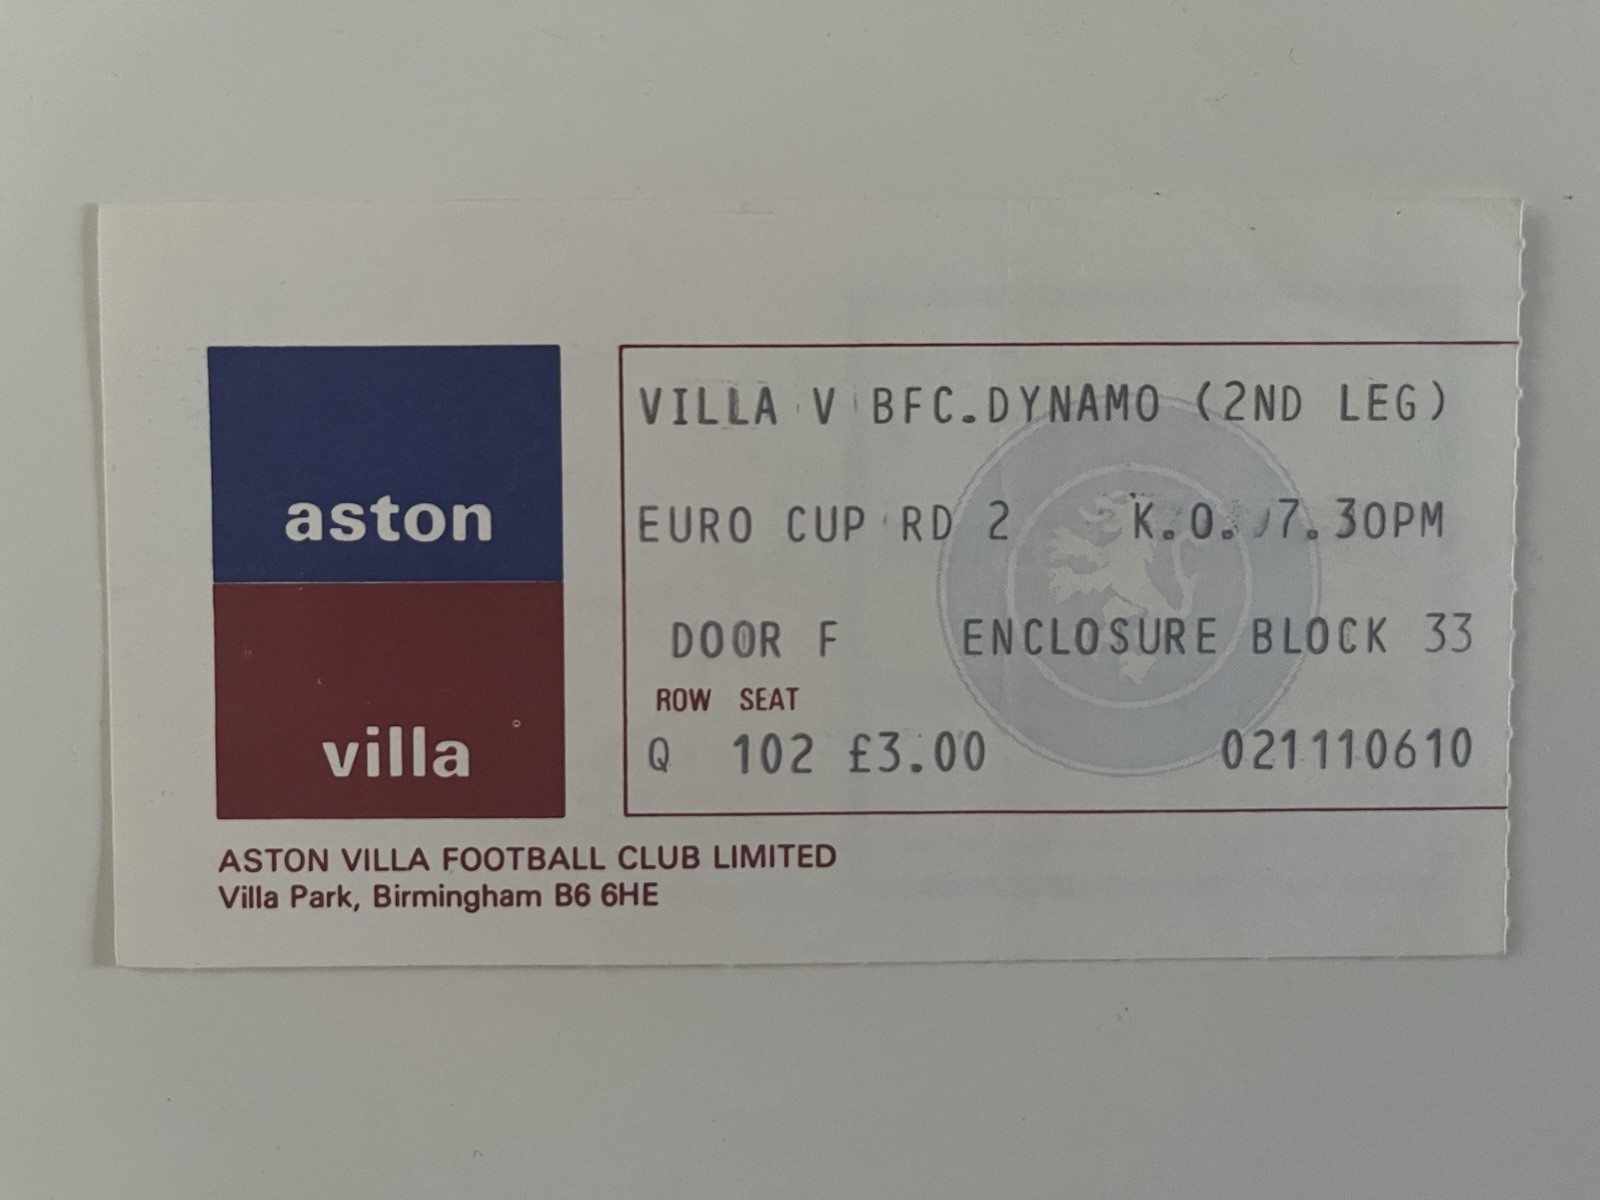 aston
villa
VILLA V BFC.DYNAMO (2ND LEG)
EURO CUP RD 2 K.O. 7.30PM
DOOR F ENCLOSURE BLOCK 33
ROW SEAT
Q 102 £3.00 021110610
ASTON VILLA FOOTBALL CLUB LIMITED
Villa Park, Birmingham B6 6HE